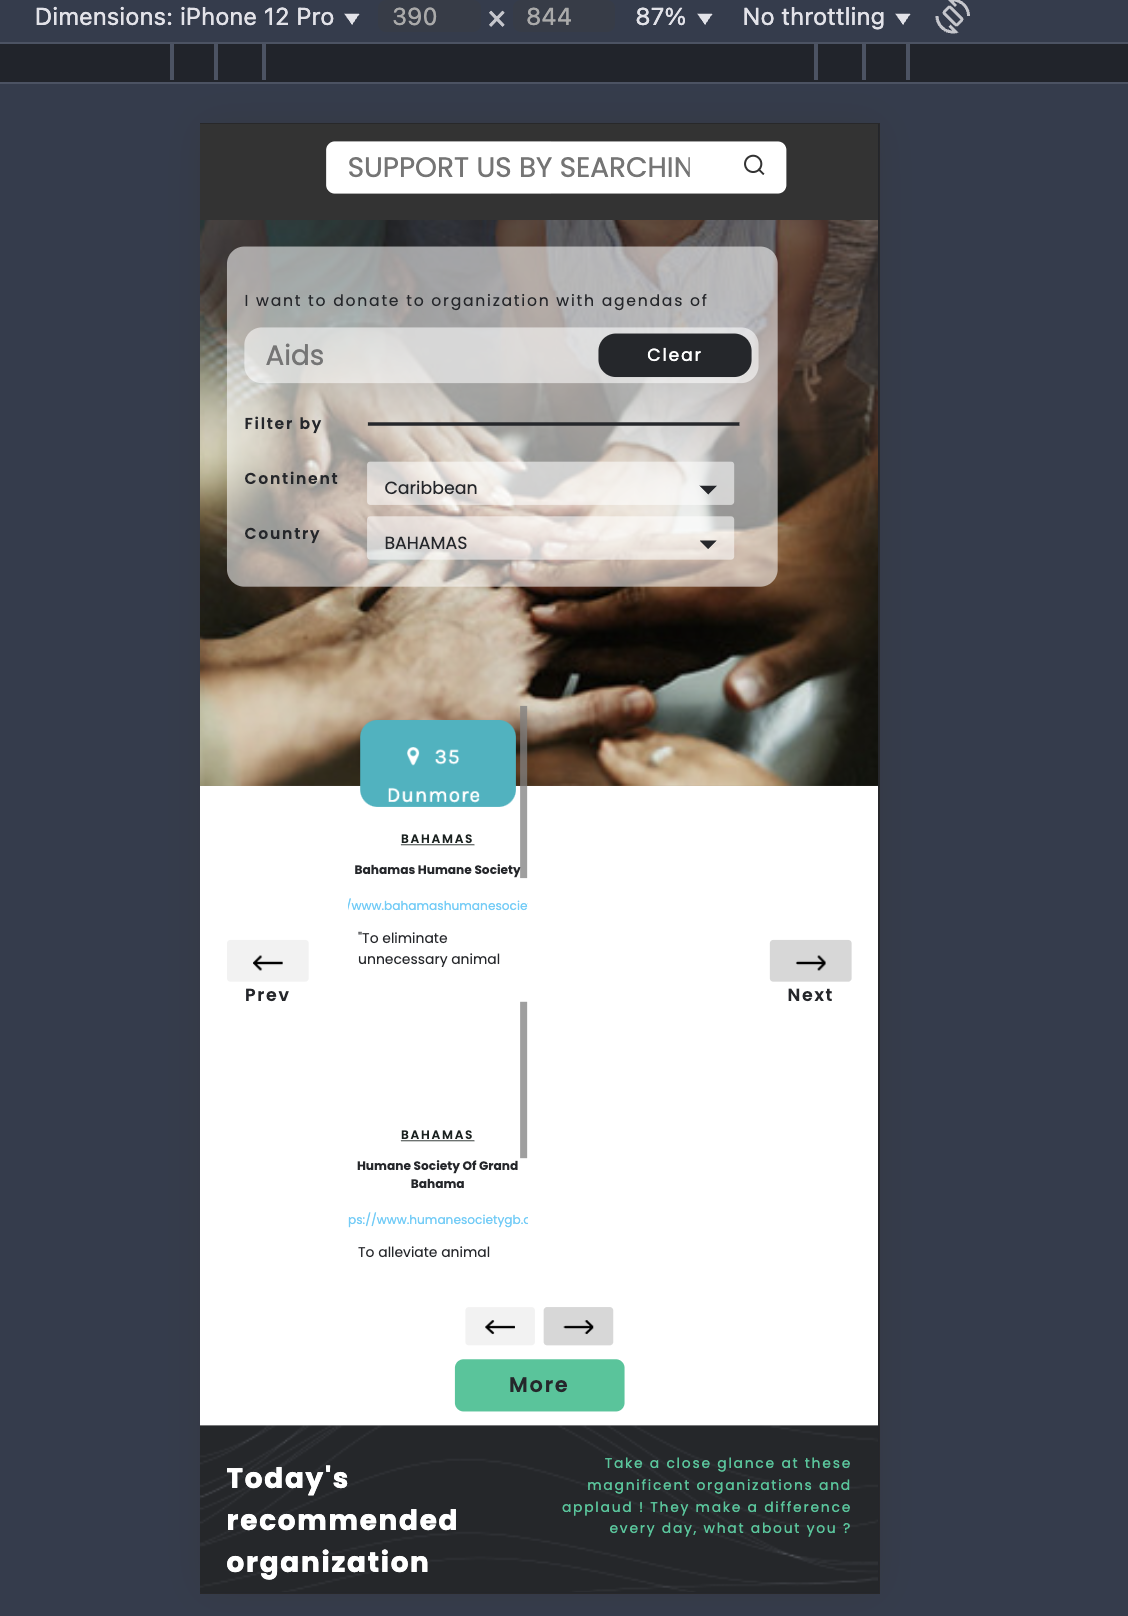 Dimensions: iPhone 12 Pro ▼ 390 × 844 87% ▼ No throttling ▼
SUPPORT US BY SEARCHIN
I want to donate to organization with agendas of
Aids Clear
Filter by
Continent Caribbean
Country BAHAMAS
35
Dunmore
BAHAMAS
Bahamas Humane Society
/www.bahamashumanesocie
"To eliminate
unnecessary animal
Prev Next
BAHAMAS
Humane Society Of Grand
Bahama
ps://www.humanesocietygb.c
To alleviate animal
More
Today's
recommended
organization
Take a close glance at these
magnificent organizations and
applaud ! They make a difference
every day, what about you ?